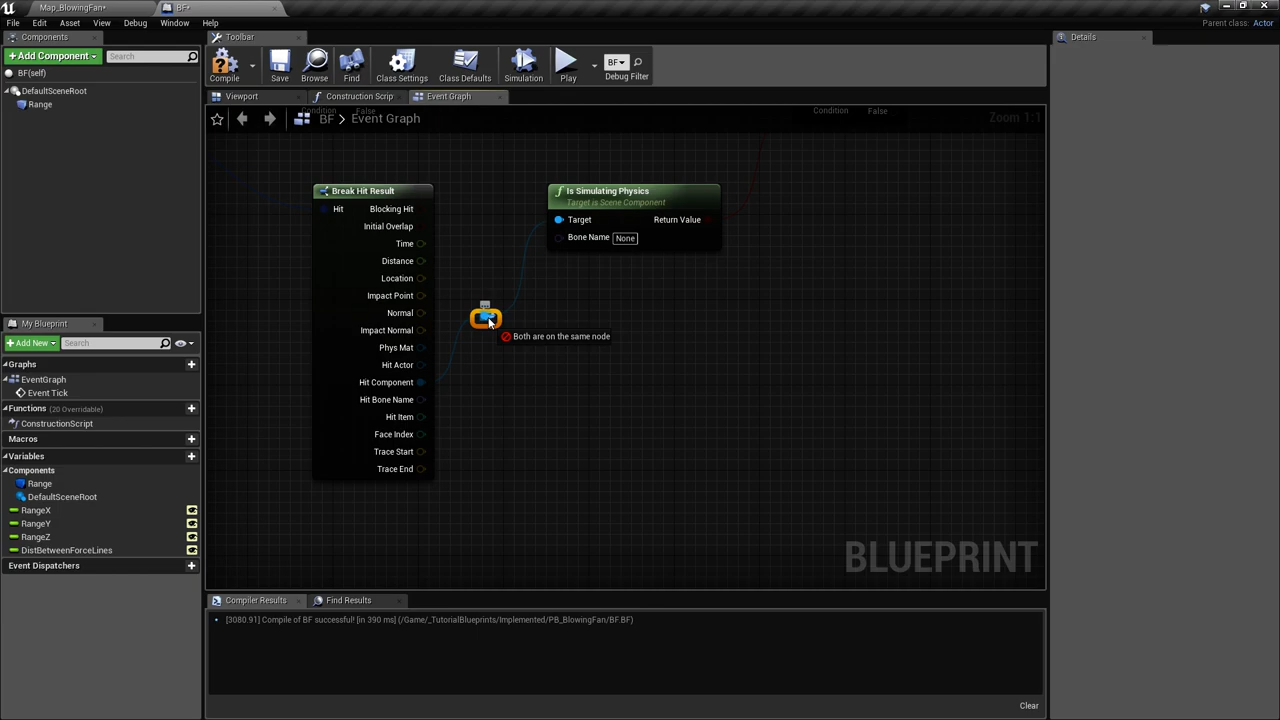 Map_BlowingFan*
BF*
File Edit Asset View Debug Window Help
Parent class: Actor
Components
Add Component
Search
BF(self)
DefaultSceneRoot
Range
Toolbar
Compile
Save
Browse
Find
Class Settings
Class Defaults
Simulation
Play
BF
Debug Filter
Details
Viewport
Construction Scrip
Event Graph
Condition False
Condition False
BF > Event Graph
Zoom 1:1
Break Hit Result
Hit
Blocking Hit
Initial Overlap
Time
Distance
Location
Impact Point
Normal
Impact Normal
Phys Mat
Hit Actor
Hit Component
Hit Bone Name
Hit Item
Face Index
Trace Start
Trace End
Is Simulating Physics
Target is Scene Component
Target
Return Value
Bone Name None
Both are on the same node
BLUEPRINT
My Blueprint
Add New
Search
Graphs
EventGraph
Event Tick
Functions (20 Overridable)
ConstructionScript
Macros
Variables
Components
Range
DefaultSceneRoot
RangeX
RangeY
RangeZ
DistBetweenForceLines
Event Dispatchers
Compiler Results
Find Results
[3080.91] Compile of BF successful! [in 390 ms] (/Game/_TutorialBlueprints/Implemented/PB_BlowingFan/BF.BF)
Clear